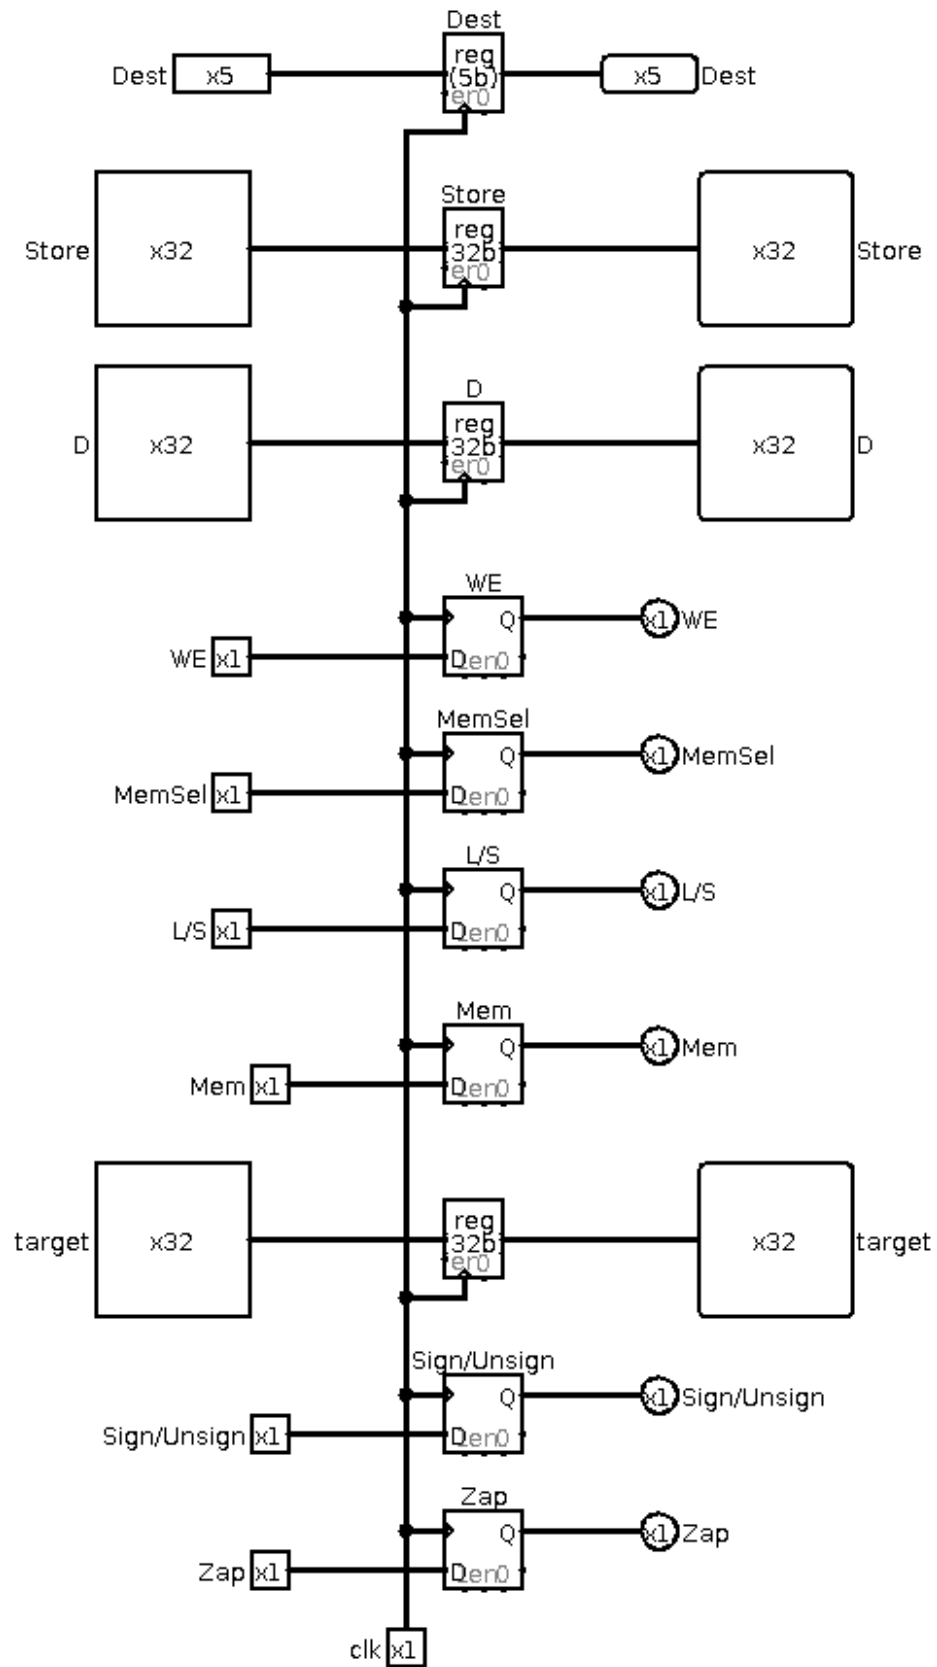 Dest
Dest x5 reg (5b) en0 x5 Dest
Store
Store x32 reg 32b en0 x32 Store
D
D x32 reg 32b en0 x32 D
WE
Q x1 WE
WE x1 D en0
MemSel
Q x1 MemSel
MemSel x1 D en0
L/S
Q x1 L/S
L/S x1 D en0
Mem
Q x1 Mem
Mem x1 D en0
target x32 reg 32b en0 x32 target
Sign/Unsign
Q x1 Sign/Unsign
Sign/Unsign x1 D en0
Zap
Q x1 Zap
Zap x1 D en0
clk x1